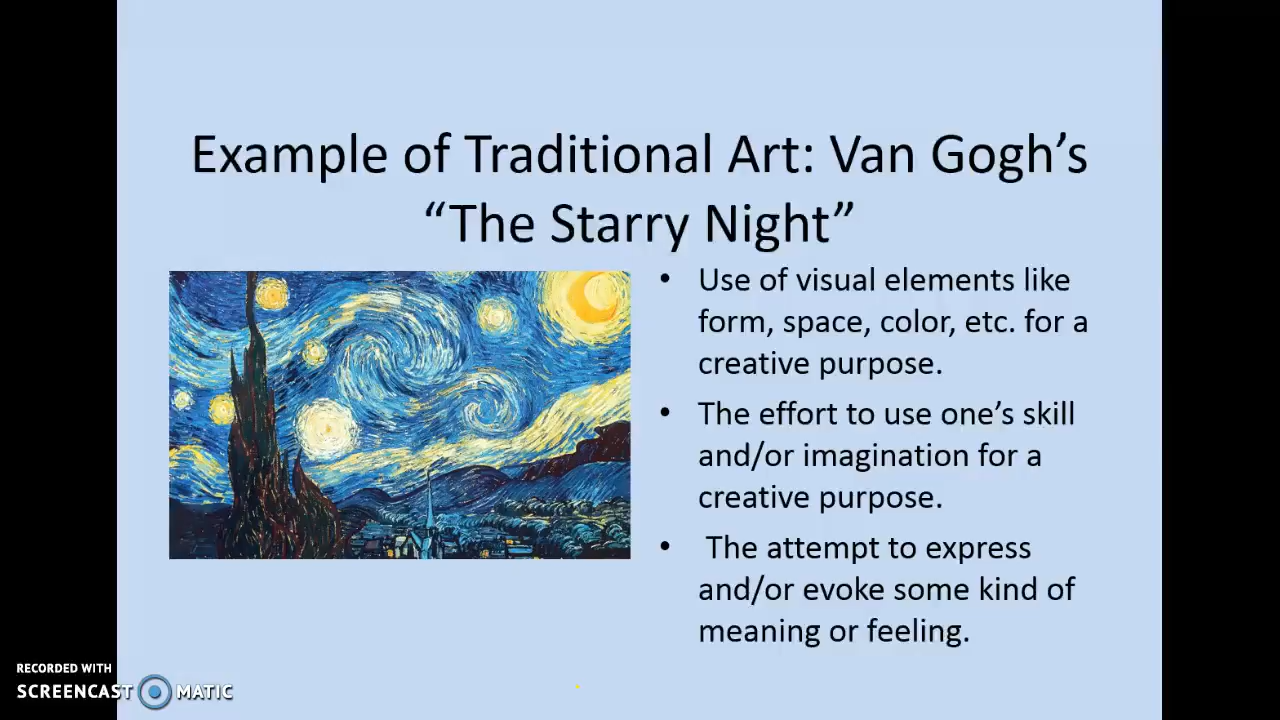 Example of Traditional Art: Van Gogh’s
“The Starry Night”
• Use of visual elements like
form, space, color, etc. for a
creative purpose.
• The effort to use one’s skill
and/or imagination for a
creative purpose.
• The attempt to express
and/or evoke some kind of
meaning or feeling.
RECORDED WITH
SCREENCAST MATIC